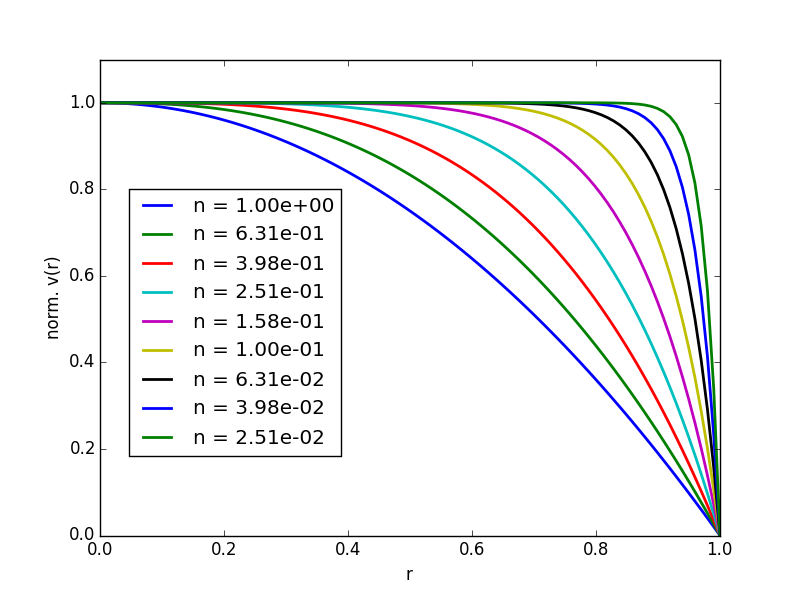 1.0
0.8
0.6
0.4
0.2
0.0
norm. v(r)
n = 1.00e+00
n = 6.31e-01
n = 3.98e-01
n = 2.51e-01
n = 1.58e-01
n = 1.00e-01
n = 6.31e-02
n = 3.98e-02
n = 2.51e-02
0.0 0.2 0.4 0.6 0.8 1.0
r